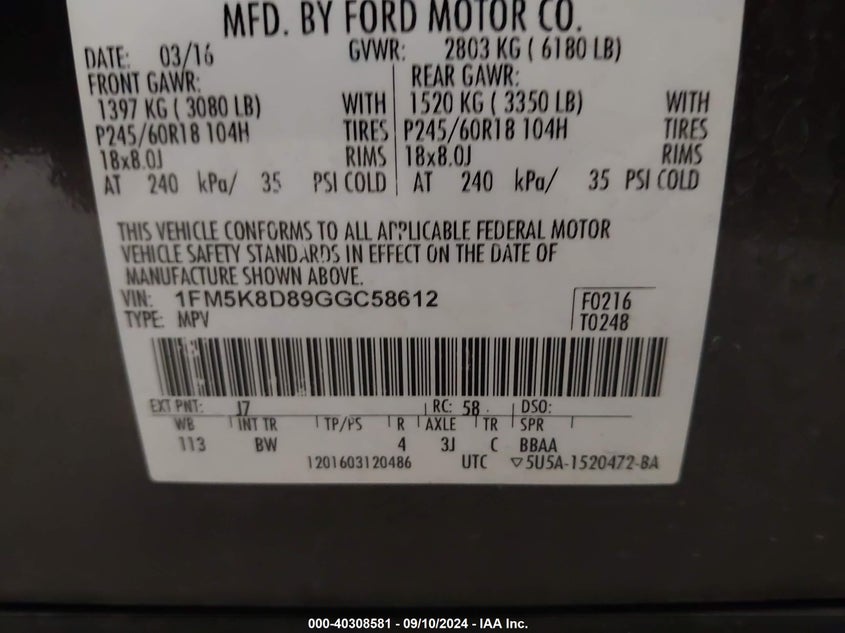 MFD. BY FORD MOTOR CO.
DATE: 03/16 GVWR: 2803 KG ( 6180 LB)
FRONT GAWR: REAR GAWR:
1397 KG ( 3080 LB) WITH 1520 KG ( 3350 LB) WITH
P245/60R18 104H TIRES P245/60R18 104H TIRES
18x8.0J RIMS 18x8.0J RIMS
AT 240 kPa/ 35 PSI COLD AT 240 kPa/ 35 PSI COLD
THIS VEHICLE CONFORMS TO ALL APPLICABLE FEDERAL MOTOR
VEHICLE SAFETY STANDARDS IN EFFECT ON THE DATE OF
MANUFACTURE SHOWN ABOVE.
VIN: 1FM5K8D89GGC58612 F0216
TYPE: MPV T0248
EXT PNT: J7 RC: 58 DSO:
WB INT TR TP/PS R AXLE TR SPR
113 BW 4 3J C BBAA
1201603120486 UTC ▽5U5A-1520472-BA
000-40308581 - 09/10/2024 - IAA Inc.